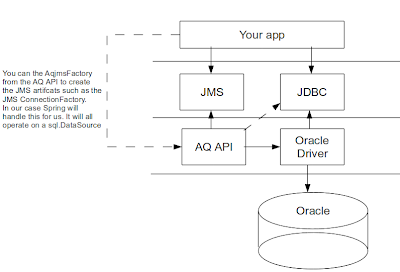 Your app
You can the AqjmsFactory
from the AQ API to create
the JMS artifcats such as the
JMS ConnectionFactory.
In our case Spring will
handle this for us. It will all
operate on a sql.DataSource
JMS
JDBC
AQ API
Oracle
Driver
Oracle